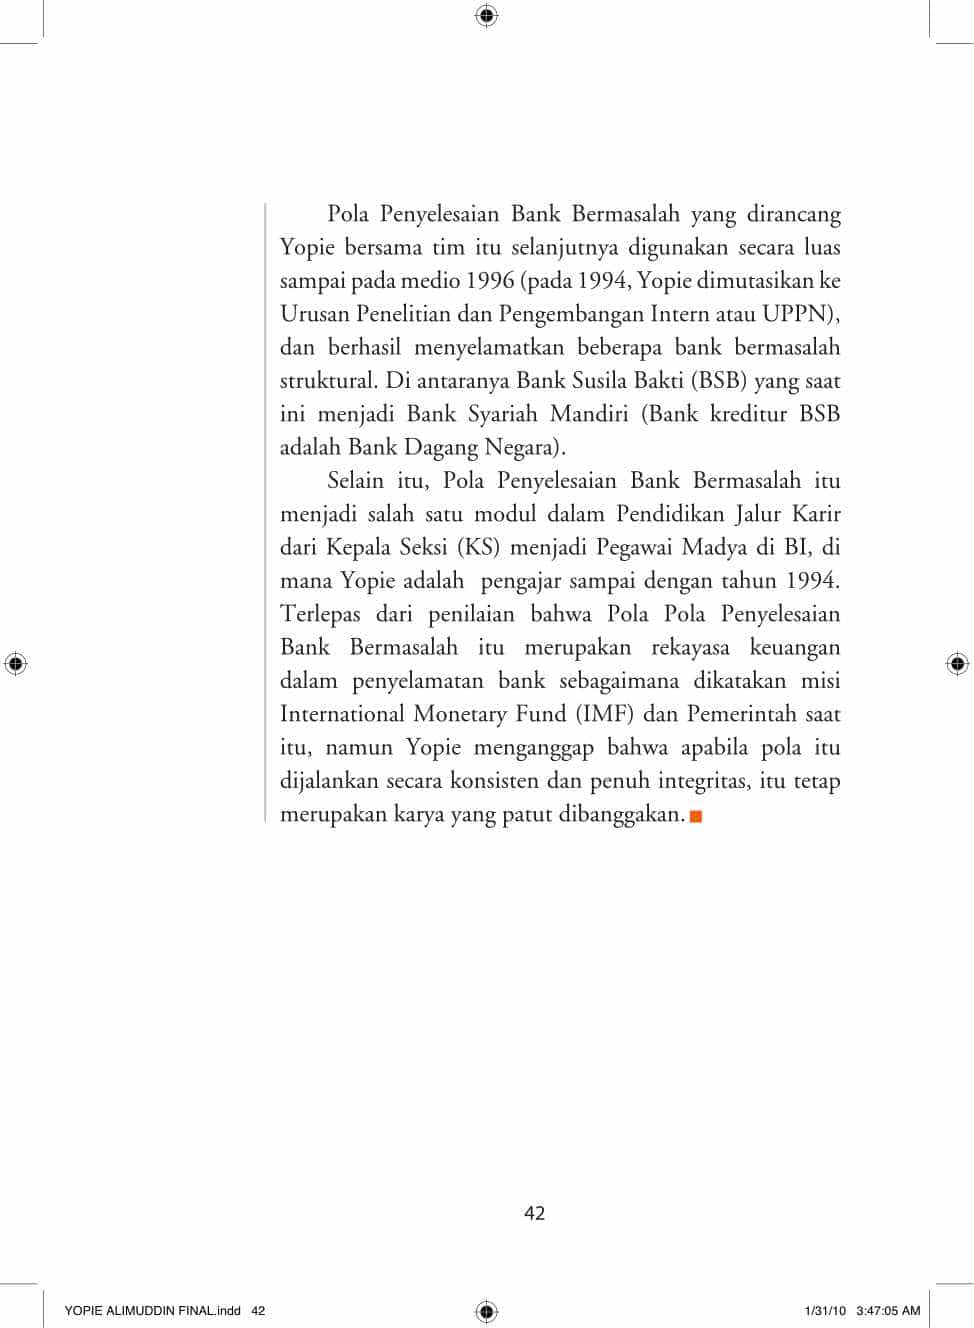 Pola Penyelesaian Bank Bermasalah yang dirancang
Yopie bersama tim itu selanjutnya digunakan secara luas
sampai pada medio 1996 (pada 1994, Yopie dimutasikan ke
Urusan Penelitian dan Pengembangan Intern atau UPPN),
dan berhasil menyelamatkan beberapa bank bermasalah
struktural. Di antaranya Bank Susila Bakti (BSB) yang saat
ini menjadi Bank Syariah Mandiri (Bank kreditur BSB
adalah Bank Dagang Negara).
Selain itu, Pola Penyelesaian Bank Bermasalah itu
menjadi salah satu modul dalam Pendidikan Jalur Karir
dari Kepala Seksi (KS) menjadi Pegawai Madya di BI, di
mana Yopie adalah  pengajar sampai dengan tahun 1994.
Terlepas dari penilaian bahwa Pola Pola Penyelesaian
Bank Bermasalah itu merupakan rekayasa keuangan
dalam penyelamatan bank sebagaimana dikatakan misi
International Monetary Fund (IMF) dan Pemerintah saat
itu, namun Yopie menganggap bahwa apabila pola itu
dijalankan secara konsisten dan penuh integritas, itu tetap
merupakan karya yang patut dibanggakan.
42
YOPIE ALIMUDDIN FINAL.indd   42
1/31/10   3:47:05 AM